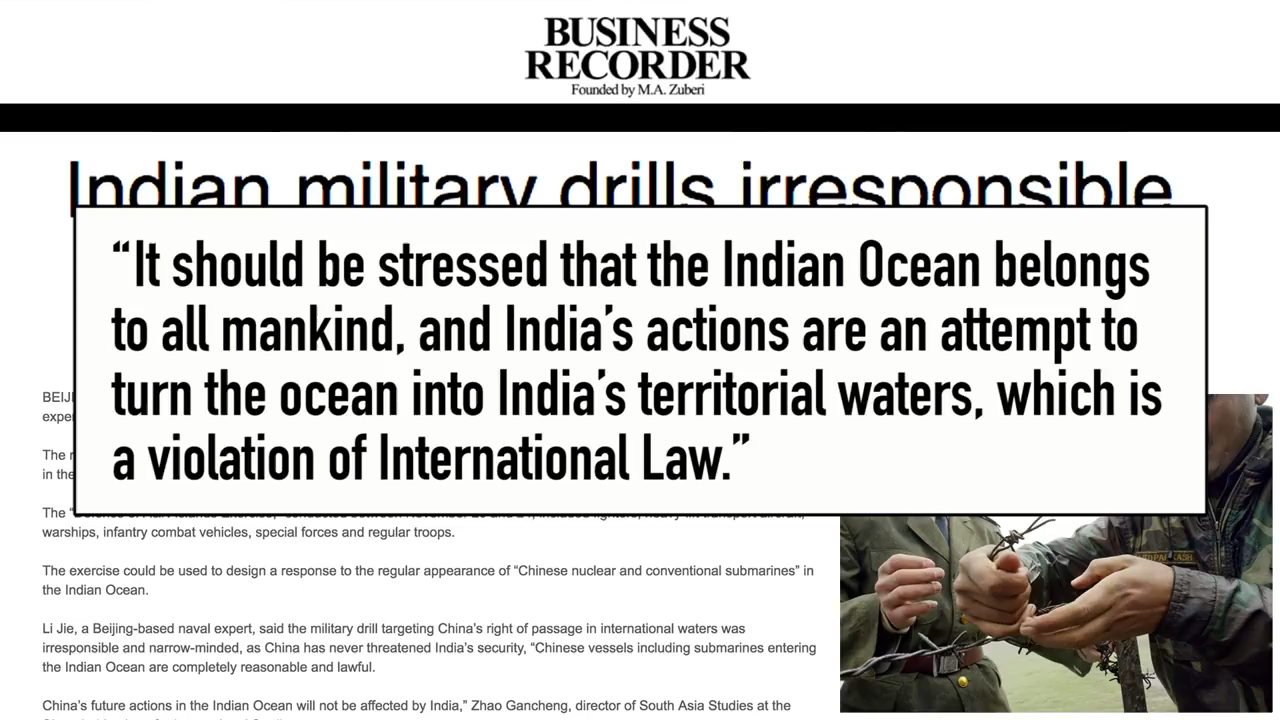 BUSINESS
RECORDER
Founded by M.A. Zuberi
Indian military drills irresponsible
“It should be stressed that the Indian Ocean belongs
to all mankind, and India’s actions are an attempt to
turn the ocean into India’s territorial waters, which is
a violation of International Law.”
The
in the
The
warships, infantry combat vehicles, special forces and regular troops.
The exercise could be used to design a response to the regular appearance of “Chinese nuclear and conventional submarines” in
the Indian Ocean.
Li Jie, a Beijing-based naval expert, said the military drill targeting China’s right of passage in international waters was
irresponsible and narrow-minded, as China has never threatened India’s security, “Chinese vessels including submarines entering
the Indian Ocean are completely reasonable and lawful.
China’s future actions in the Indian Ocean will not be affected by India,” Zhao Gancheng, director of South Asia Studies at the